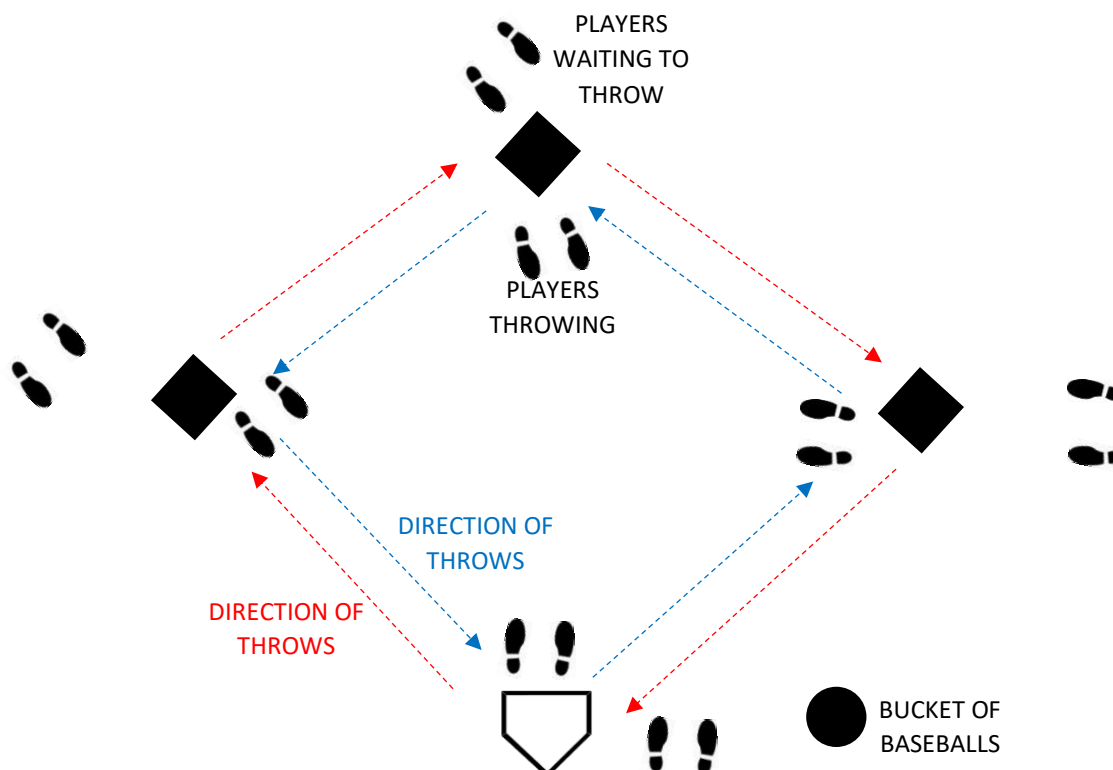 PLAYERS
WAITING TO
THROW
PLAYERS
THROWING
DIRECTION OF
THROWS
DIRECTION OF
THROWS
BUCKET OF
BASEBALLS